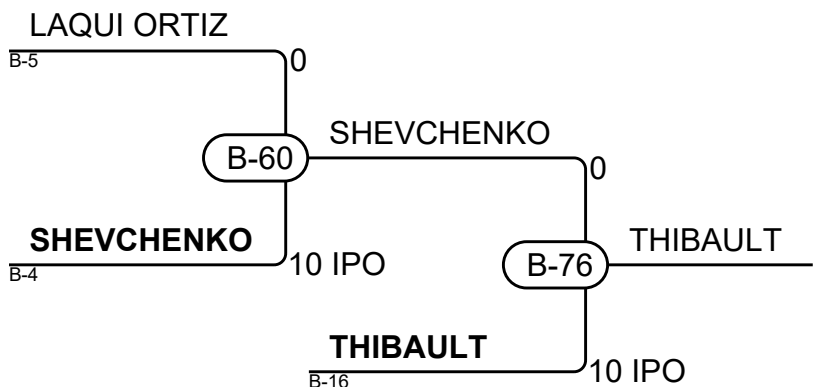 LAQUI ORTIZ
B-5
0
B-60
SHEVCHENKO
0
SHEVCHENKO
B-4
10 IPO
B-76
THIBAULT
THIBAULT
B-16
10 IPO